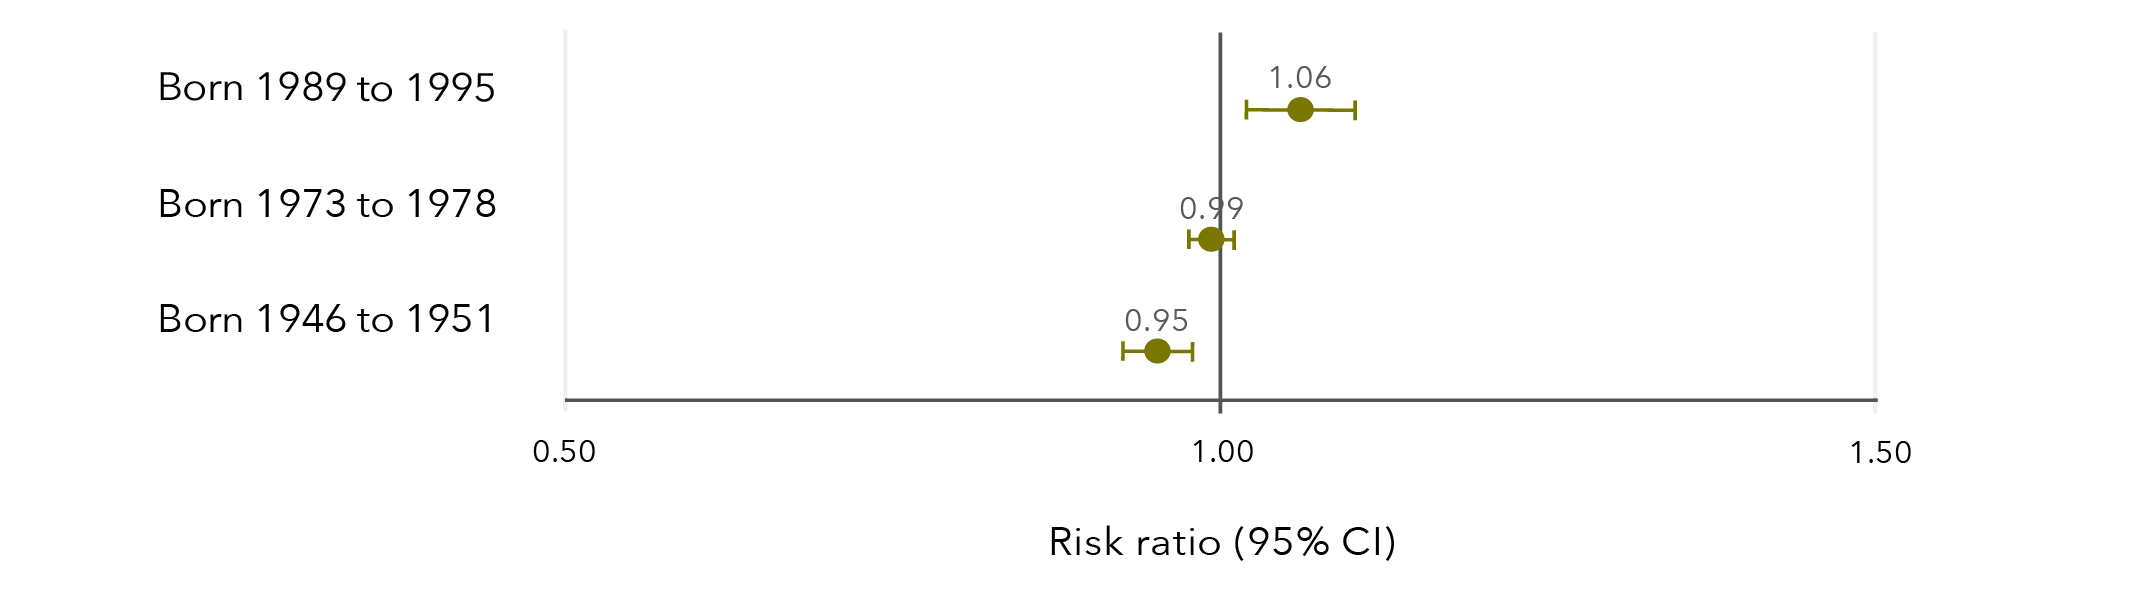 Born 1989 to 1995
1.06
Born 1973 to 1978
0.99
Born 1946 to 1951
0.95
0.50
1.00
1.50
Risk ratio (95% CI)